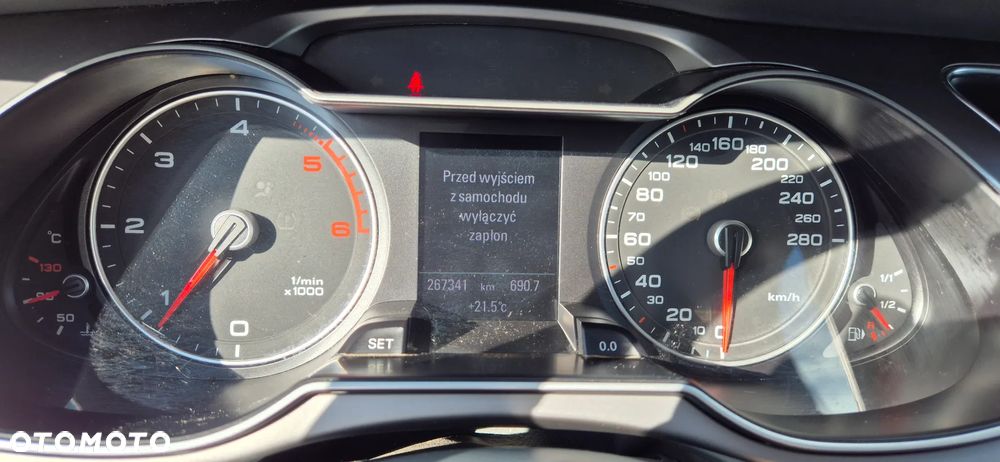 4
3
5
2
6
1
0
1/min
x1000
°C
130
90
50
SET
Przed wyjściem
z samochodu
wyłączyć
zapłon
267341 km 690.7
+21.5°C
0.0
0
10
20
30
40
50
60
70
80
100
120
140
160
180
200
220
240
260
280
km/h
1/1
1/2
R
OTOMOTO